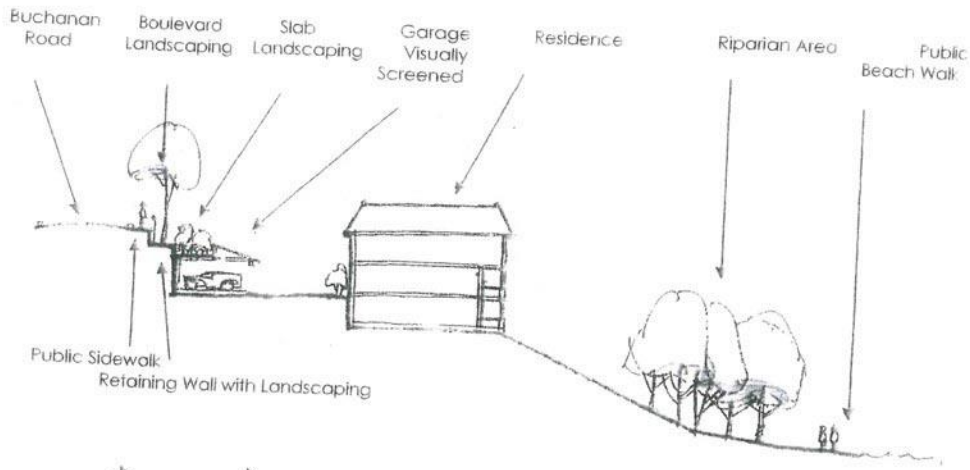 Buchanan
Road
Boulevard
Landscaping
Slab
Landscaping
Garage
Visually
Screened
Residence
Riparian Area
Public
Beach Walk
Public Sidewalk
Retaining Wall with Landscaping